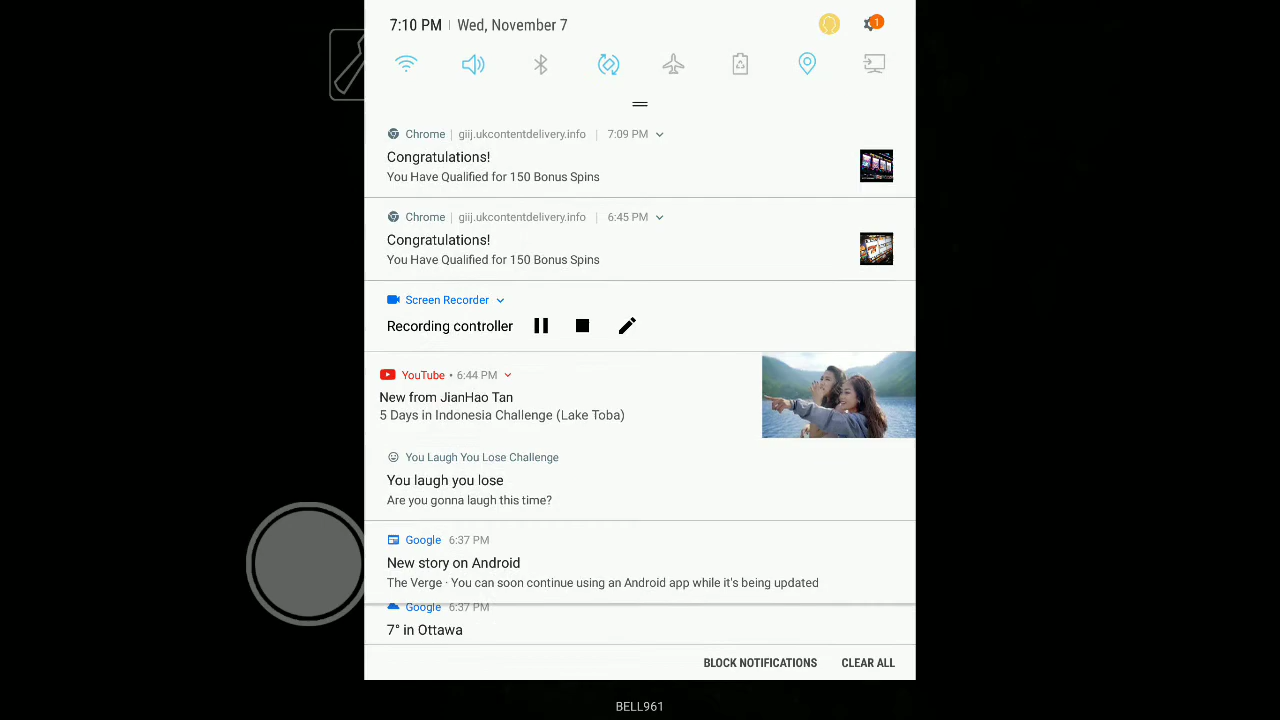 7:10 PM | Wed, November 7
1
Chrome | giij.ukcontentdelivery.info | 7:09 PM
Congratulations!
You Have Qualified for 150 Bonus Spins
Chrome | giij.ukcontentdelivery.info | 6:45 PM
Congratulations!
You Have Qualified for 150 Bonus Spins
Screen Recorder
Recording controller
YouTube • 6:44 PM
New from JianHao Tan
5 Days in Indonesia Challenge (Lake Toba)
You Laugh You Lose Challenge
You laugh you lose
Are you gonna laugh this time?
Google 6:37 PM
New story on Android
The Verge · You can soon continue using an Android app while it's being updated
Google 6:37 PM
7° in Ottawa
BLOCK NOTIFICATIONS CLEAR ALL
BELL961